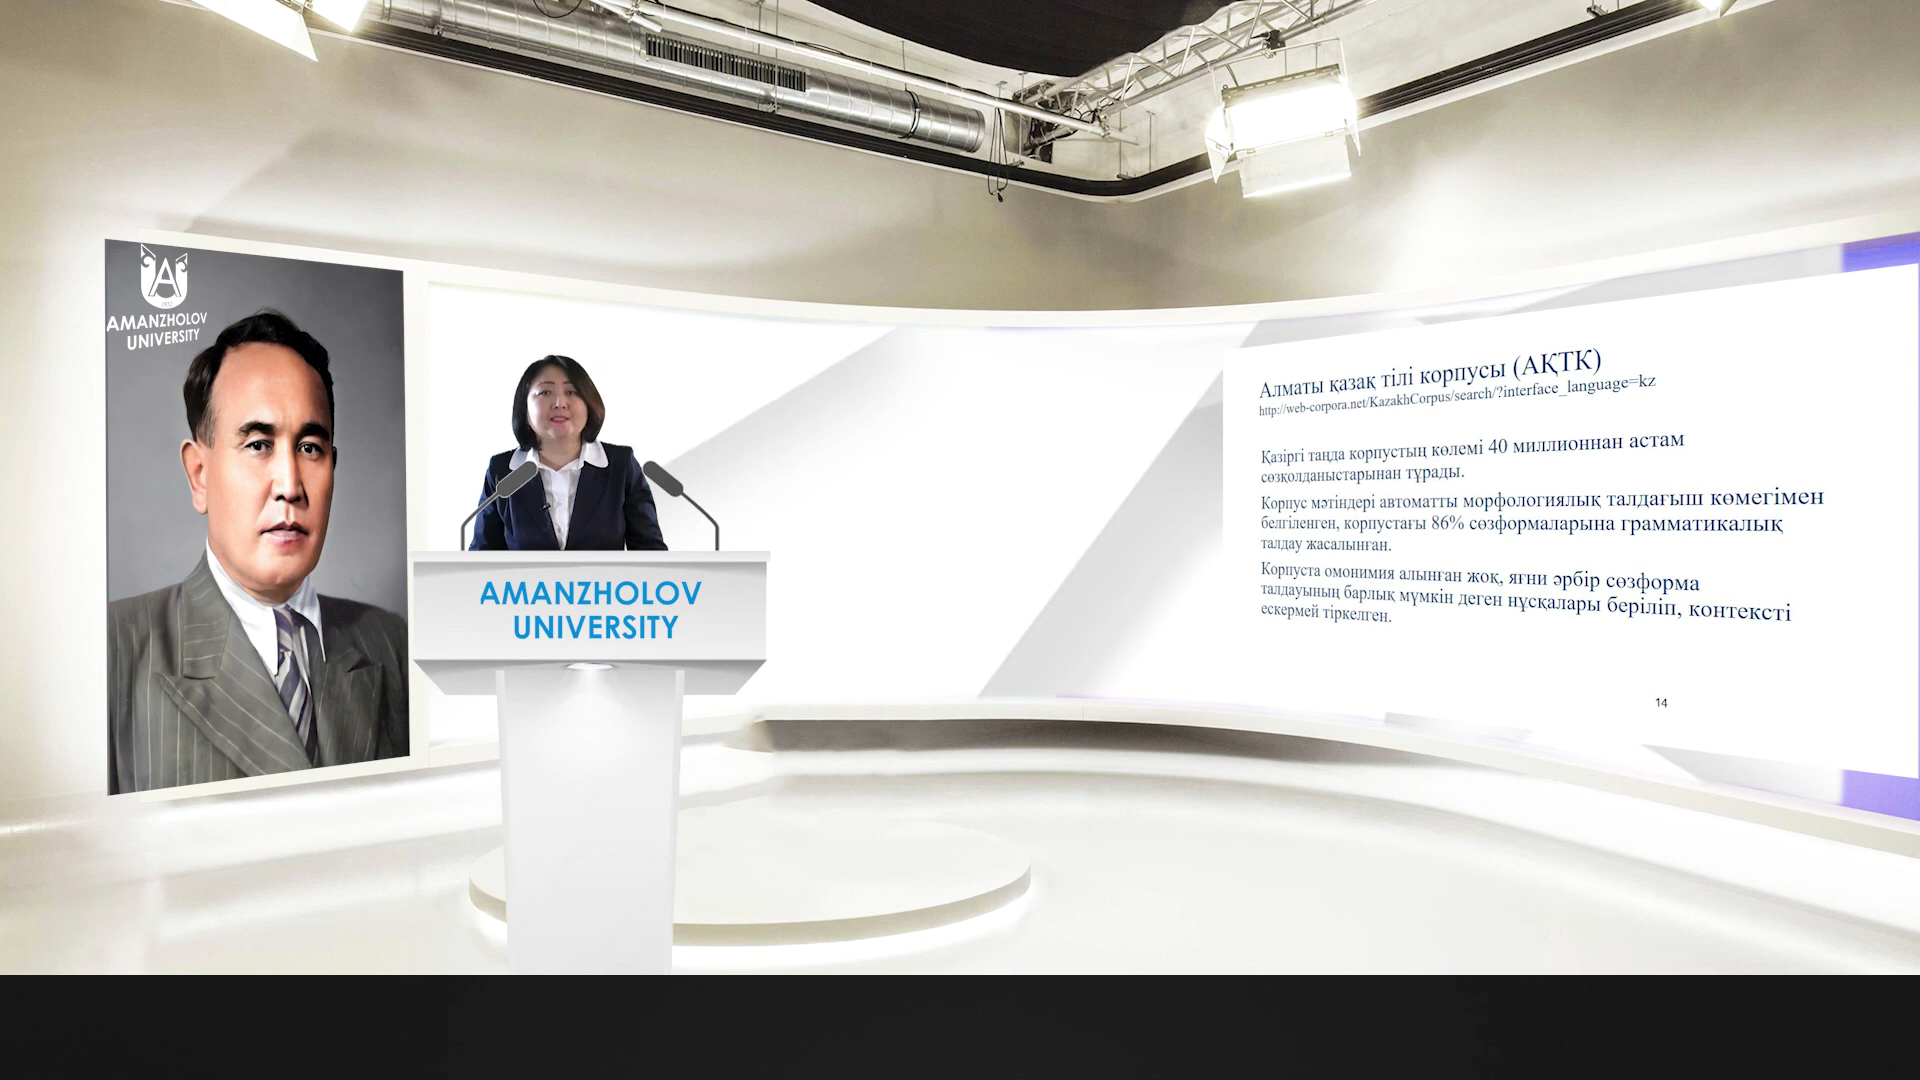 1952
AMANZHOLOV
UNIVERSITY
AMANZHOLOV
UNIVERSITY
Алматы қазақ тілі корпусы (АҚТК)
http://web-corpora.net/KazakhCorpus/search/?interface_language=kz
Қазіргі таңда корпустың көлемі 40 миллионнан астам
сөзқолданыстарынан тұрады.
Корпус мәтіндері автоматты морфологиялық талдағыш көмегімен
белгіленген, корпустағы 86% сөзформаларына грамматикалық
талдау жасалынған.
Корпуста омонимия алынған жоқ, яғни әрбір сөзформа
талдауының барлық мүмкін деген нұсқалары беріліп, контексті
ескермей тіркелген.
14